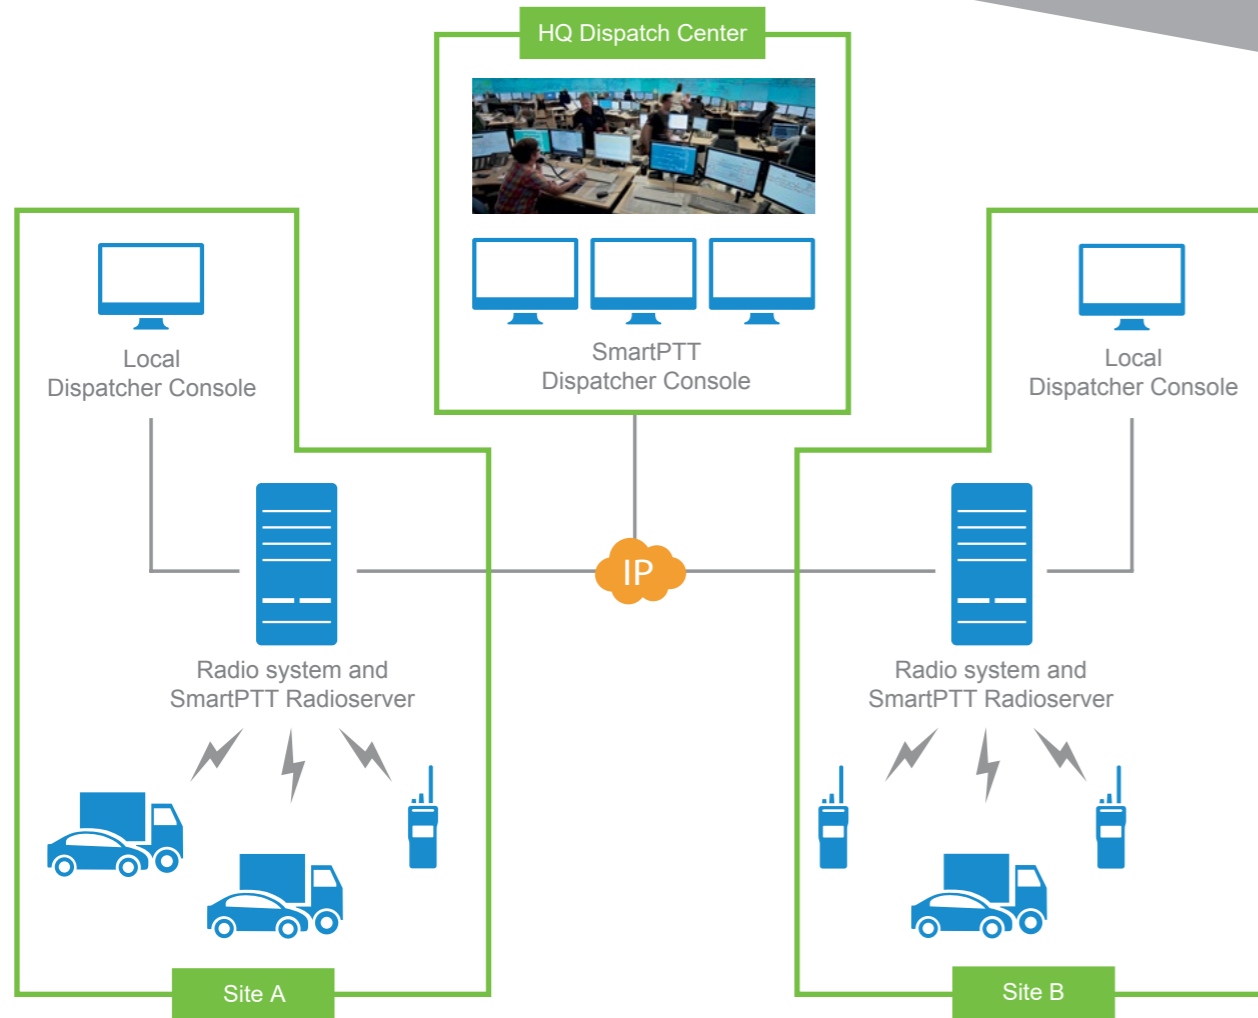 HQ Dispatch Center
SmartPTT
Dispatcher Console
Local
Dispatcher Console
Local
Dispatcher Console
IP
Radio system and
SmartPTT Radioserver
Radio system and
SmartPTT Radioserver
Site A
Site B